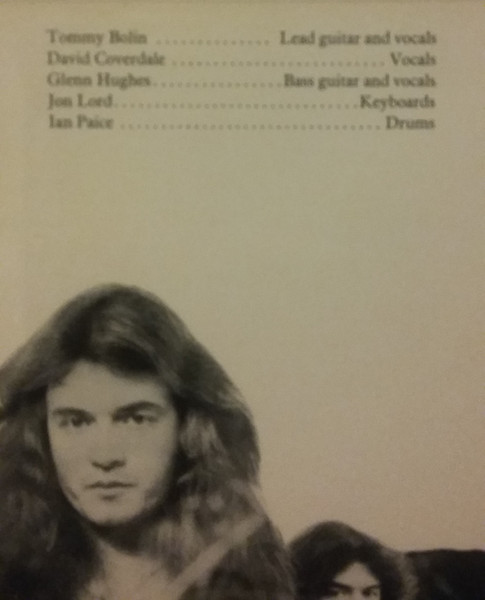 Tommy Bolin .............. Lead guitar and vocals
David Coverdale ........................... Vocals
Glenn Hughes................Bass guitar and vocals
Jon Lord..............................Keyboards
Ian Paice ................................ Drums